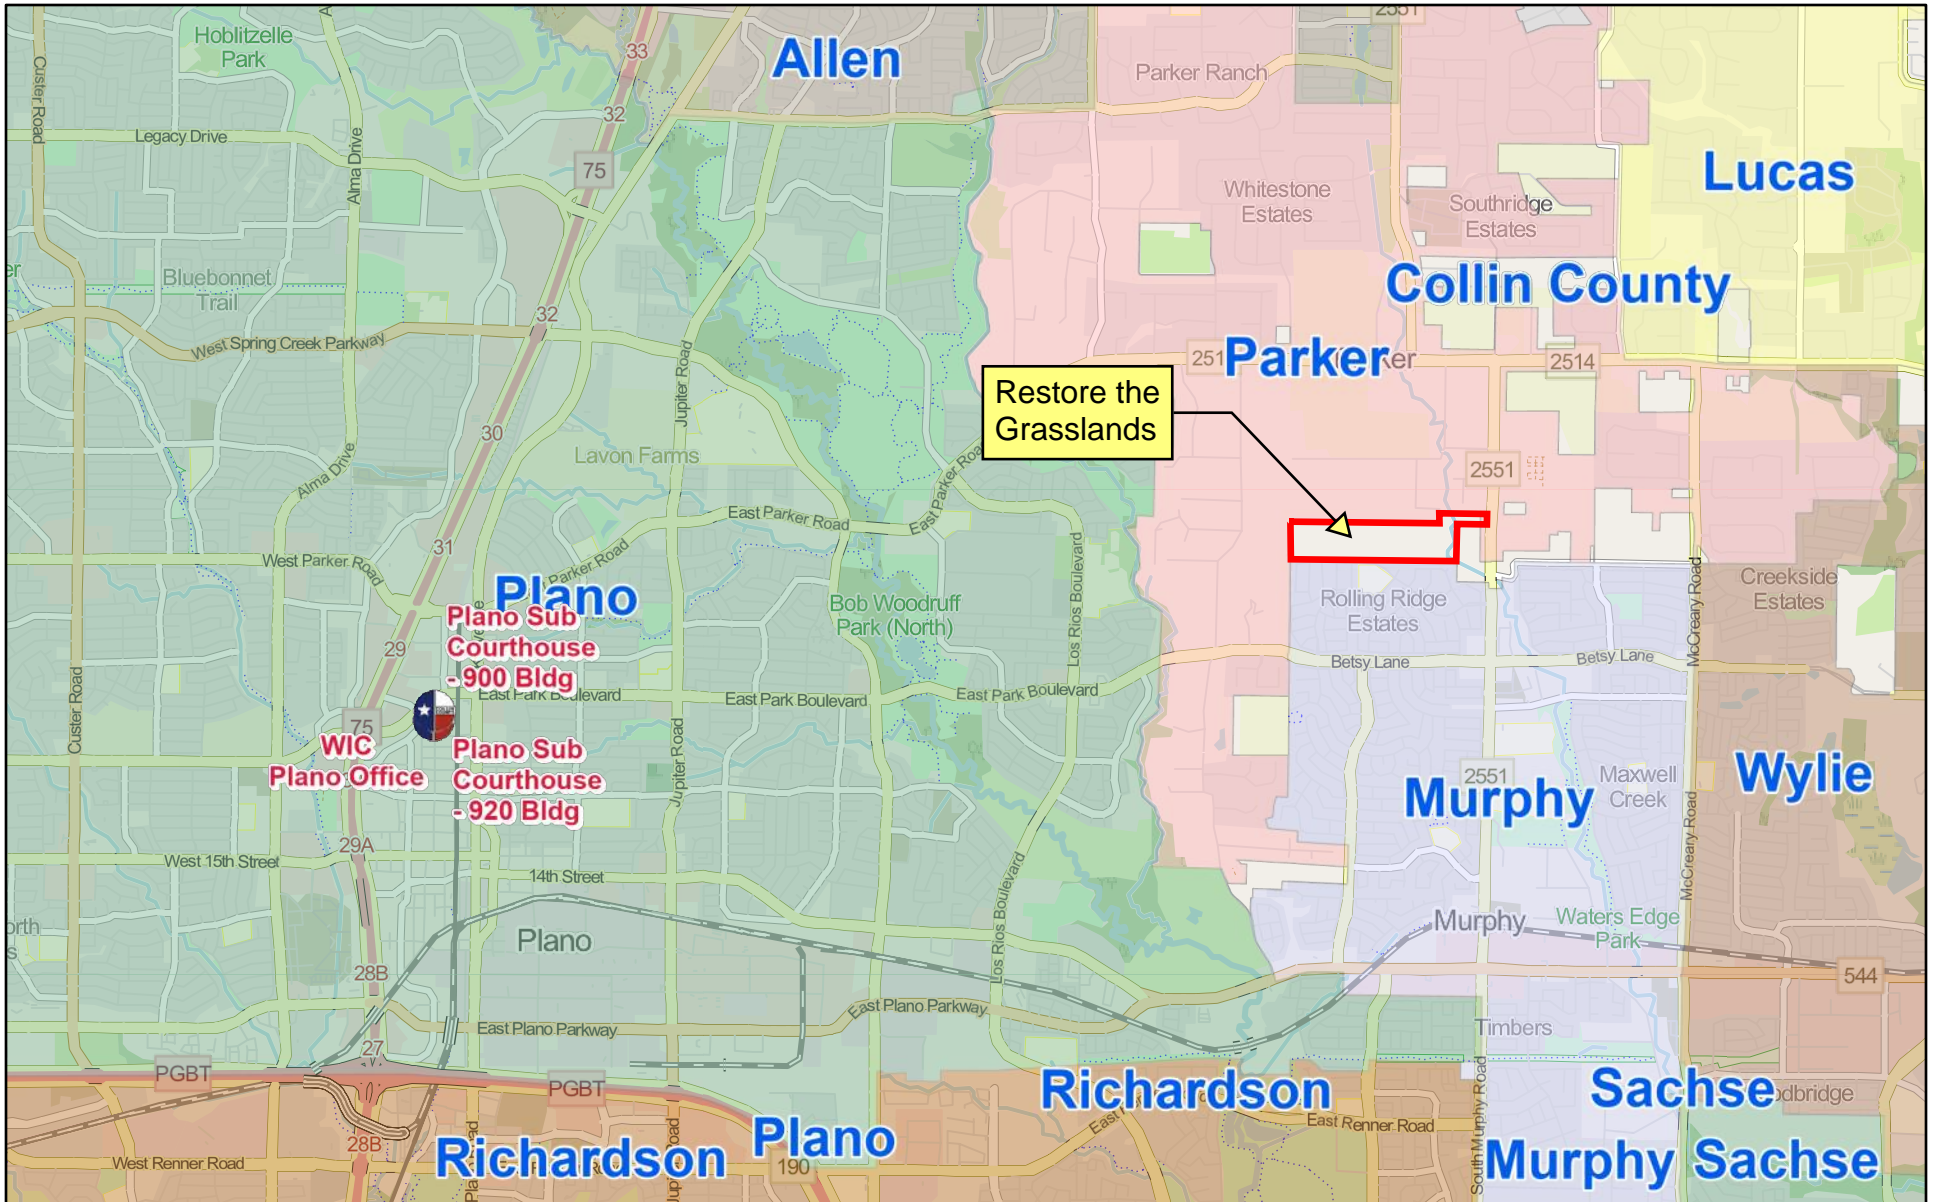 Hoblitzelle
Park
Custer Road
Legacy Drive
Alma Drive
33
32
75
Allen
2551
Parker Ranch
Whitestone
Estates
Southridge
Estates
Lucas
Collin County
Bluebonnet
Trail
West Spring Creek Parkway
32
Jupiter Road
251
Parker
ker
2514
Restore the
Grasslands
30
Lavon Farms
Alma Drive
East Parker Road
East Parker Roa
2551
31
West Parker Road
Parker Road
Los Rios Boulevard
McCreary Road
Creekside
Estates
Plano
Plano Sub
Courthouse
- 900 Bldg
Bob Woodruff
Park (North)
Rolling Ridge
Estates
29
Betsy Lane
Betsy Lane
East Park Boulevard
East Park Boulevard
East Park Boulevard
Custer Road
75
WIC
Plano Office
Plano Sub
Courthouse
- 920 Bldg
Jupiter Road
2551
Murphy
Maxwell
Creek
Wylie
29A
West 15th Street
14th Street
Los Rios Boulevard
McCreary Road
orth
s
Plano
Murphy
Waters Edge
Park
28B
544
East Plano Parkway
East Plano Parkway
Timbers
27
PGBT
PGBT
Richardson
Sachse
odbridge
East Renner Road
South Murphy Road
28B
Plano
Richardson
West Renner Road
190
Murphy
Sachse